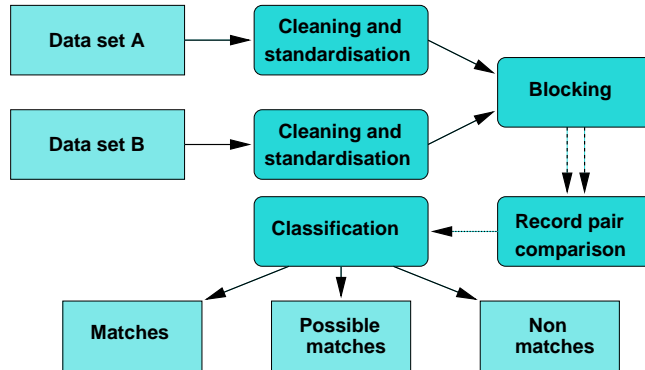 Data set A
Cleaning and
standardisation
Blocking
Data set B
Cleaning and
standardisation
Classification
Record pair
comparison
Matches
Possible
matches
Non
matches